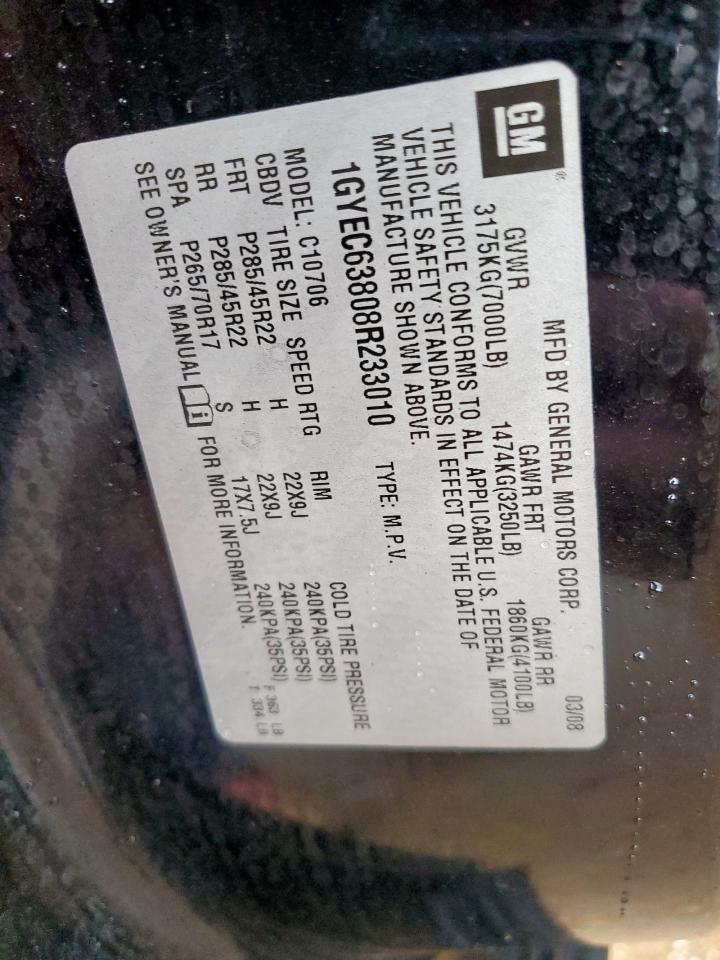 GM®
MFD BY GENERAL MOTORS CORP. 03/08
GVWR GAWR FRT GAWR RR
3175KG(7000LB) 1474KG(3250LB) 1860KG(4100LB)
THIS VEHICLE CONFORMS TO ALL APPLICABLE U.S. FEDERAL MOTOR
VEHICLE SAFETY STANDARDS IN EFFECT ON THE DATE OF
MANUFACTURE SHOWN ABOVE.
1GYEC63808R233010 TYPE: M.P.V.
MODEL: C10706
CBDV TIRE SIZE SPEED RTG RIM COLD TIRE PRESSURE
FRT P285/45R22 H 22X9J 240KPA(35PSI)
RR P285/45R22 H 22X9J 240KPA(35PSI)
SPA P265/70R17 S 17X7.5J 240KPA(35PSI)
SEE OWNER'S MANUAL i FOR MORE INFORMATION.
F 363 LB
T 334 LB